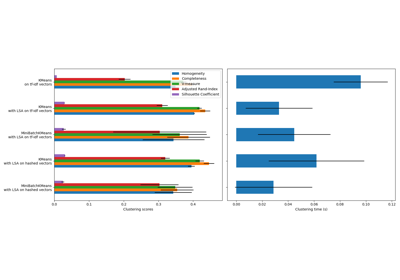 Homogeneity
Completeness
V-measure
Adjusted Rand-Index
Silhouette Coefficient
KMeans
on tf-idf vectors
KMeans
with LSA on tf-idf vectors
MiniBatchKMeans
with LSA on tf-idf vectors
KMeans
with LSA on hashed vectors
MiniBatchKMeans
with LSA on hashed vectors
0.0 0.1 0.2 0.3 0.4
Clustering scores
0.00 0.02 0.04 0.06 0.08 0.10 0.12
Clustering time (s)